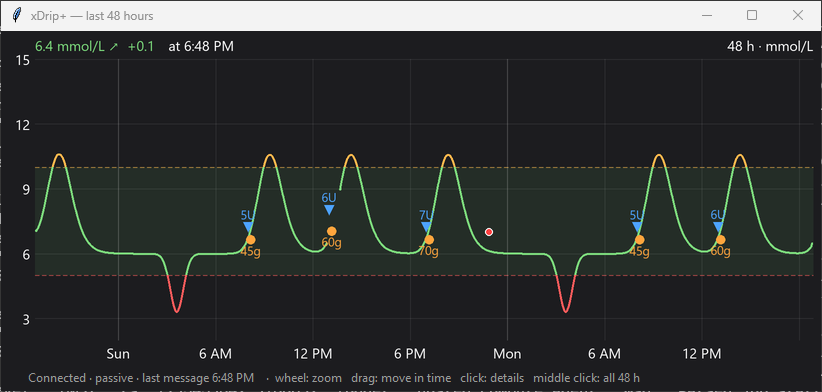 xDrip+ — last 48 hours
6.4 mmol/L ↗ +0.1 at 6:48 PM 48 h · mmol/L
15
12
9
6
3
5U
45g
6U
60g
7U
70g
5U
45g
6U
60g
Sun 6 AM 12 PM 6 PM Mon 6 AM 12 PM
Connected · passive · last message 6:48 PM · wheel: zoom drag: move in time click: details middle click: all 48 h